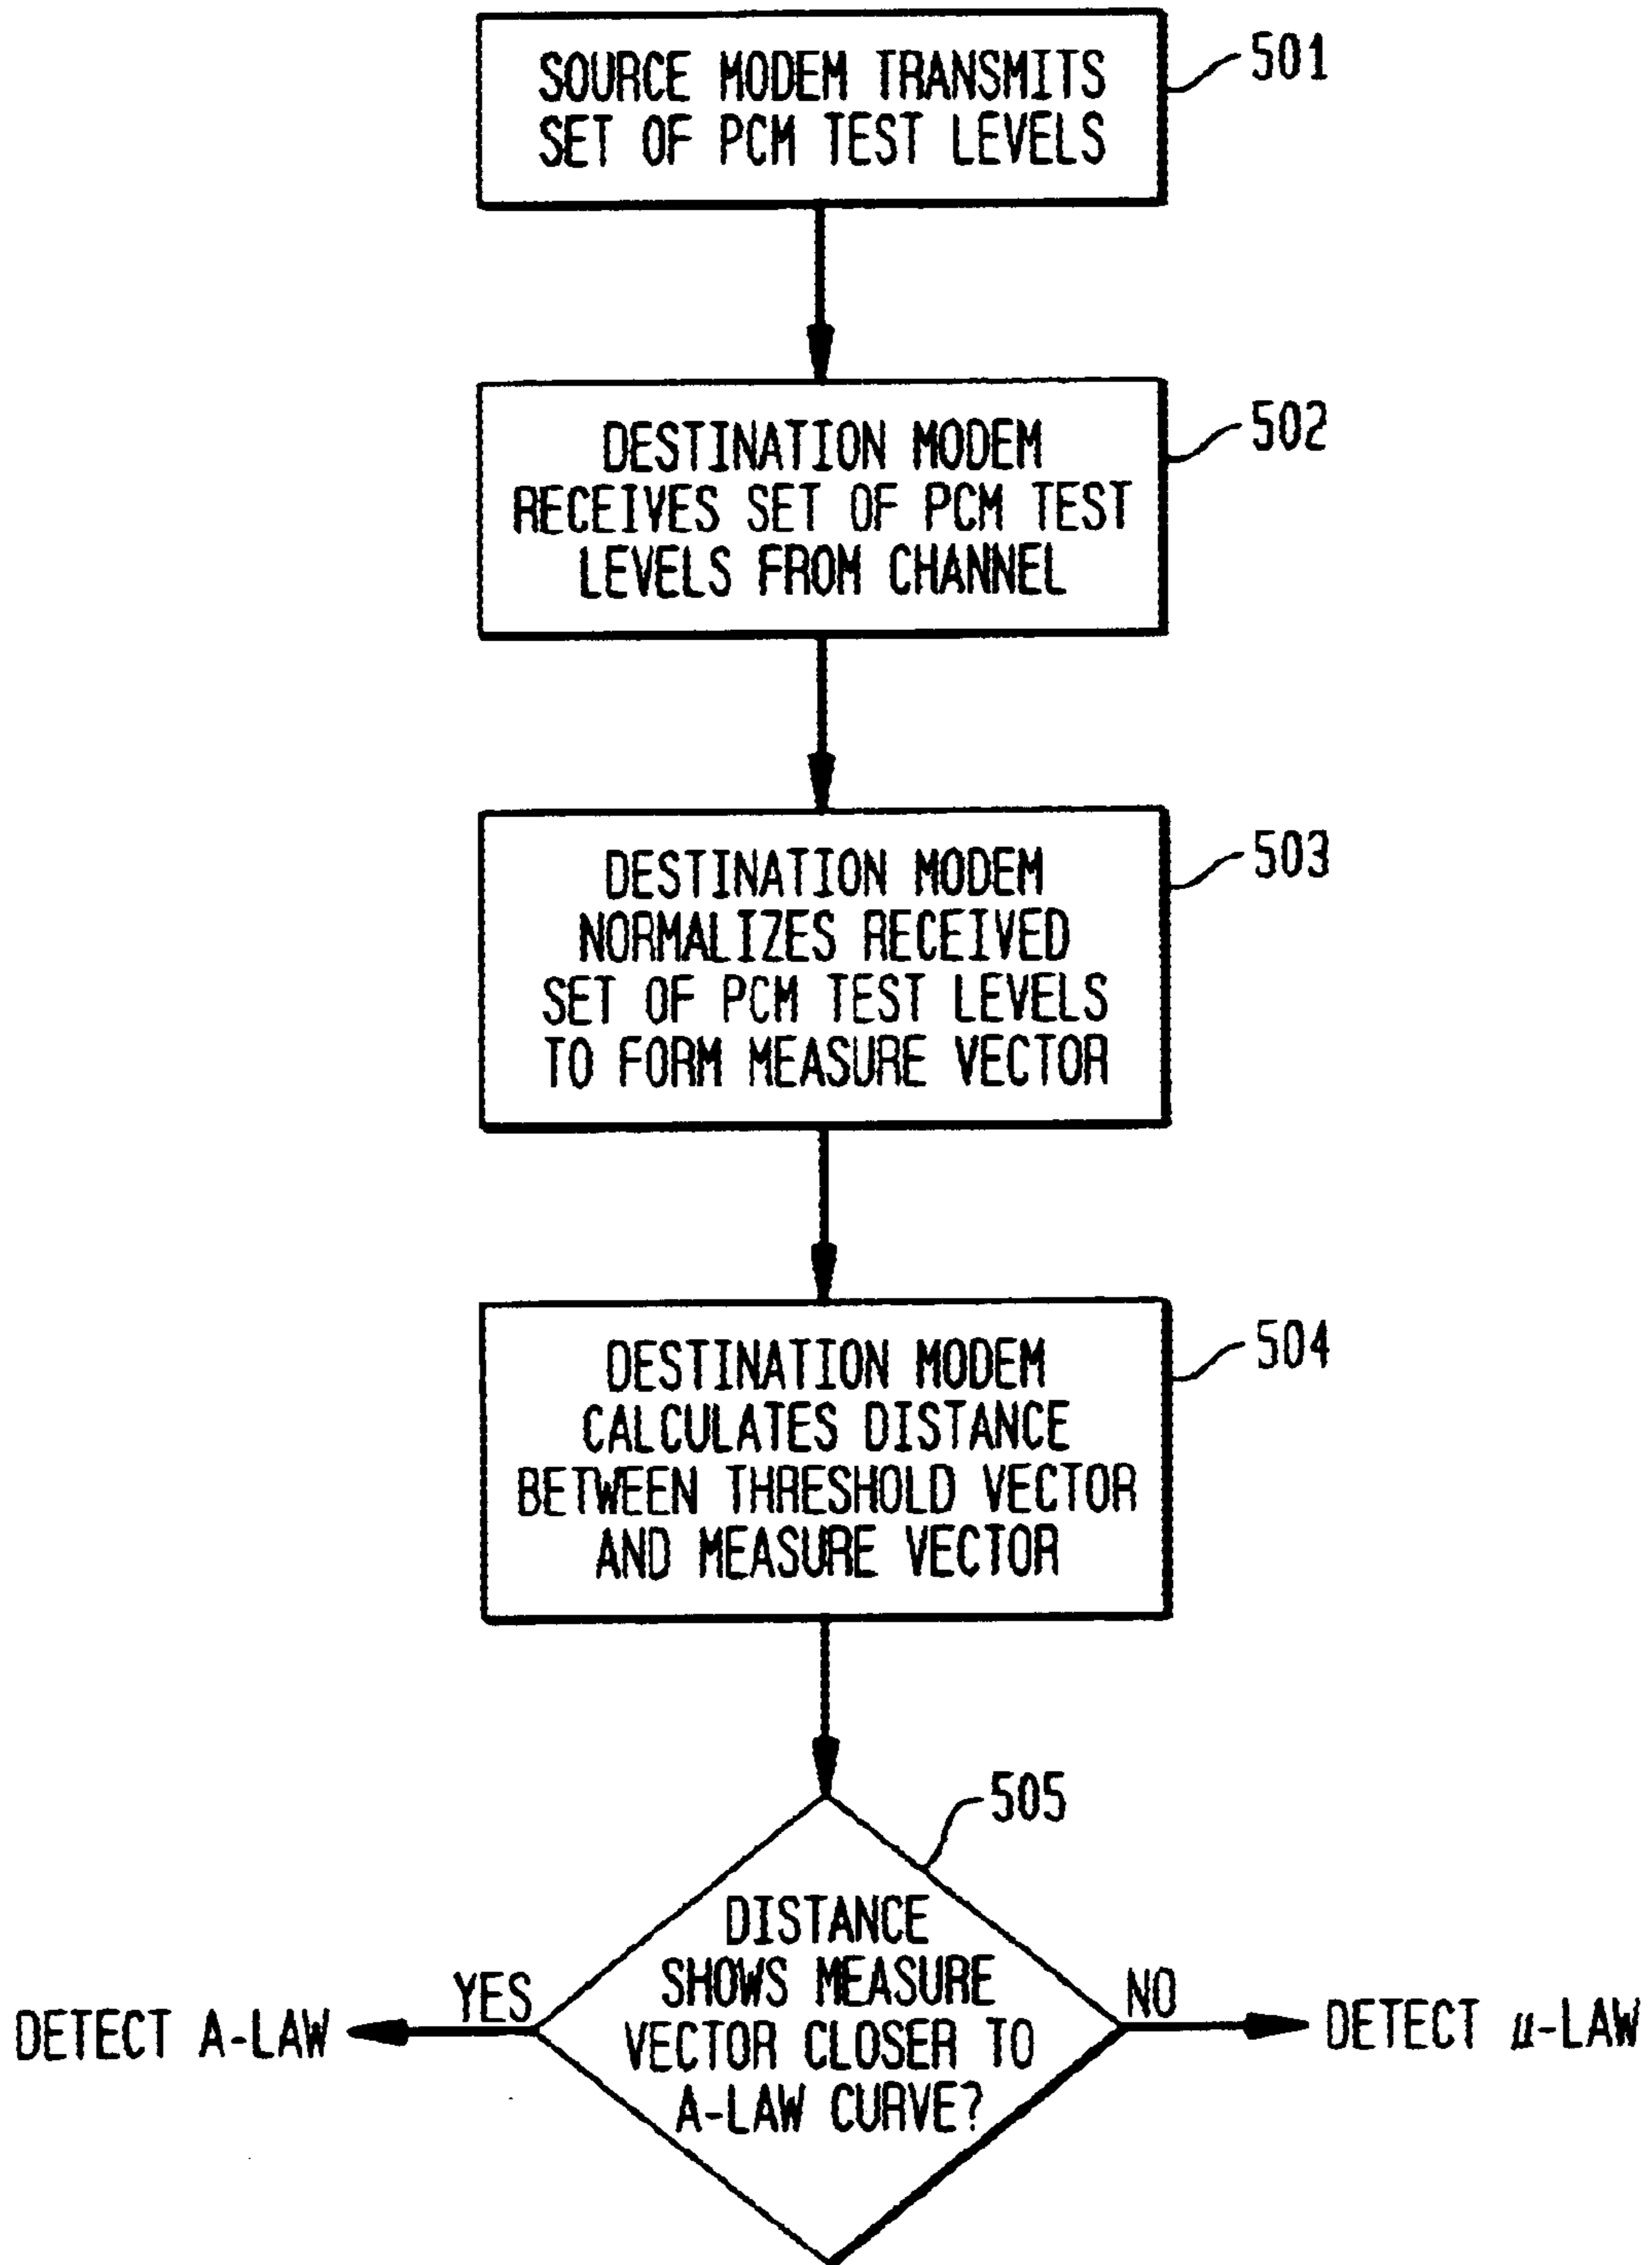 SOURCE MODEM TRANSMITS
SET OF PCM TEST LEVELS
501
DESTINATION MODEM
RECEIVES SET OF PCM TEST
LEVELS FROM CHANNEL
502
DESTINATION MODEM
NORMALIZES RECEIVED
SET OF PCM TEST LEVELS
TO FORM MEASURE VECTOR
503
DESTINATION MODEM
CALCULATES DISTANCE
BETWEEN THRESHOLD VECTOR
AND MEASURE VECTOR
504
505
DISTANCE
SHOWS MEASURE
VECTOR CLOSER TO
A-LAW CURVE?
YES
DETECT A-LAW
NO
DETECT μ-LAW